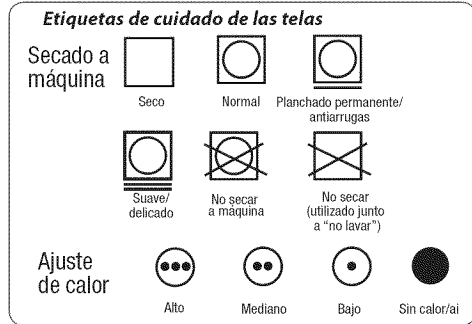 Etiquetas de cuidado de las telas
Secado a
máquina
Seco
Normal
Planchado permanente/
antiarrugas
Suave/
delicado
No secar
a máquina
No secar
(utilizado junto
a “no lavar”)
Ajuste
de calor
Alto
Mediano
Bajo
Sin calor/ai